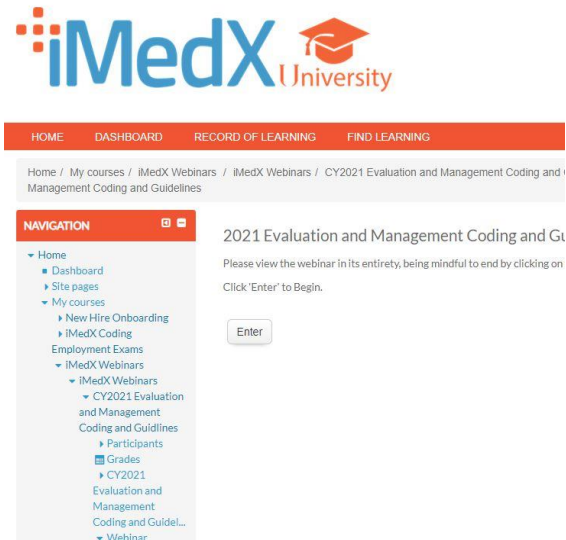 iMedX University
HOME DASHBOARD RECORD OF LEARNING FIND LEARNING
Home / My courses / iMedX Webinars / iMedX Webinars / CY2021 Evaluation and Management Coding and
Management Coding and Guidelines
NAVIGATION
Home
Dashboard
Site pages
My courses
New Hire Onboarding
iMedX Coding
Employment Exams
iMedX Webinars
iMedX Webinars
CY2021 Evaluation
and Management
Coding and Guidlines
Participants
Grades
CY2021
Evaluation and
Management
Coding and Guidel...
Webinar
2021 Evaluation and Management Coding and Gu
Please view the webinar in its entirety, being mindful to end by clicking on
Click 'Enter' to Begin.
Enter